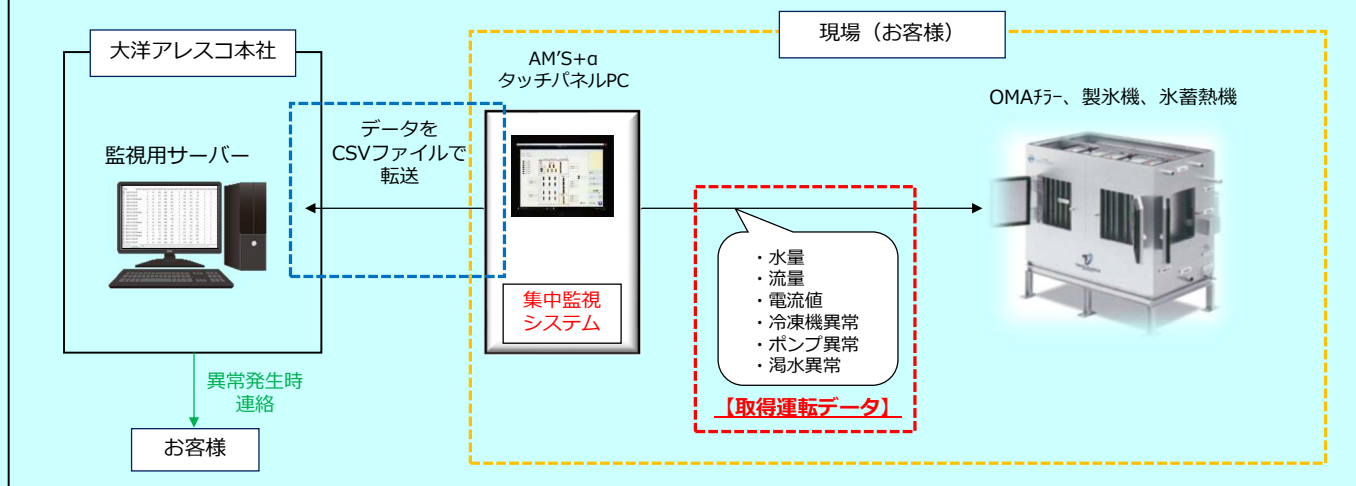 大洋アレスコ本社
監視用サーバー
データを
CSVファイルで
転送
異常発生時
連絡
お客様
現場（お客様）
AM'S+α
タッチパネルPC
集中監視
システム
・水量
・流量
・電流値
・冷凍機異常
・ポンプ異常
・渇水異常
【取得運転データ】
OMAﾁﾗｰ、製氷機、氷蓄熱機